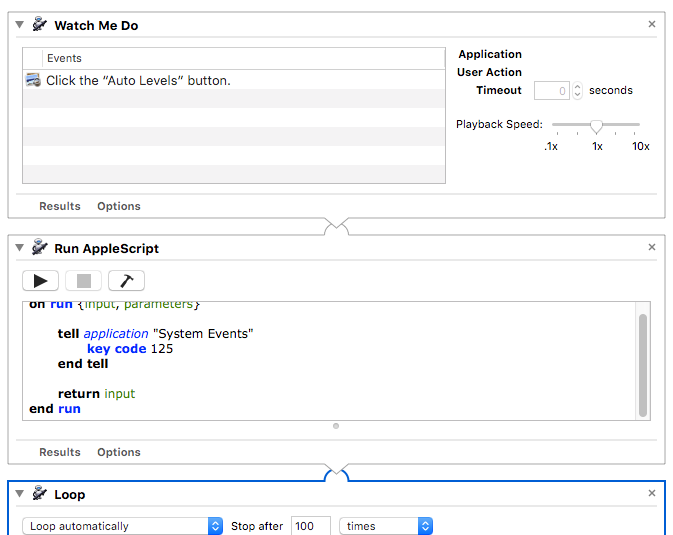 Watch Me Do
Events
Click the “Auto Levels” button.
Application
User Action
Timeout 0 seconds
Playback Speed:
.1x 1x 10x
Results Options
Run AppleScript
on run {input, parameters}
tell application "System Events"
key code 125
end tell
return input
end run
Results Options
Loop
Loop automatically Stop after 100 times